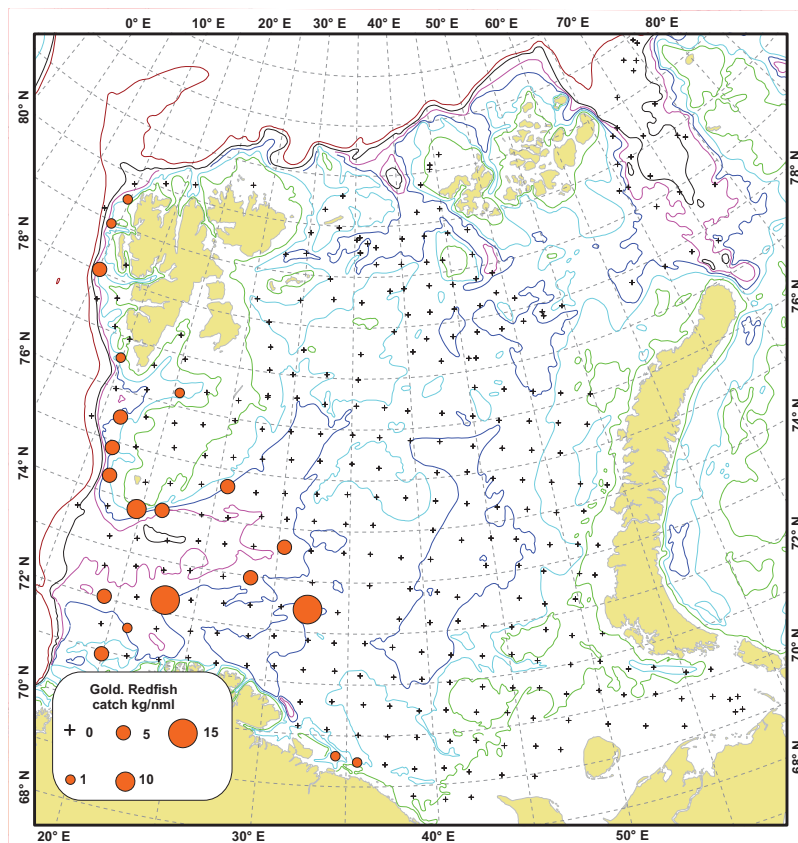 0° E 10° E 20° E 30° E 40° E 50° E 60° E 70° E 80° E
80° N
78° N
78° N
76° N
76° N
74° N
74° N
72° N
72° N
70° N
70° N
68° N
68° N
Gold. Redfish
catch kg/nml
0 5 15
1 10
20° E 30° E 40° E 50° E